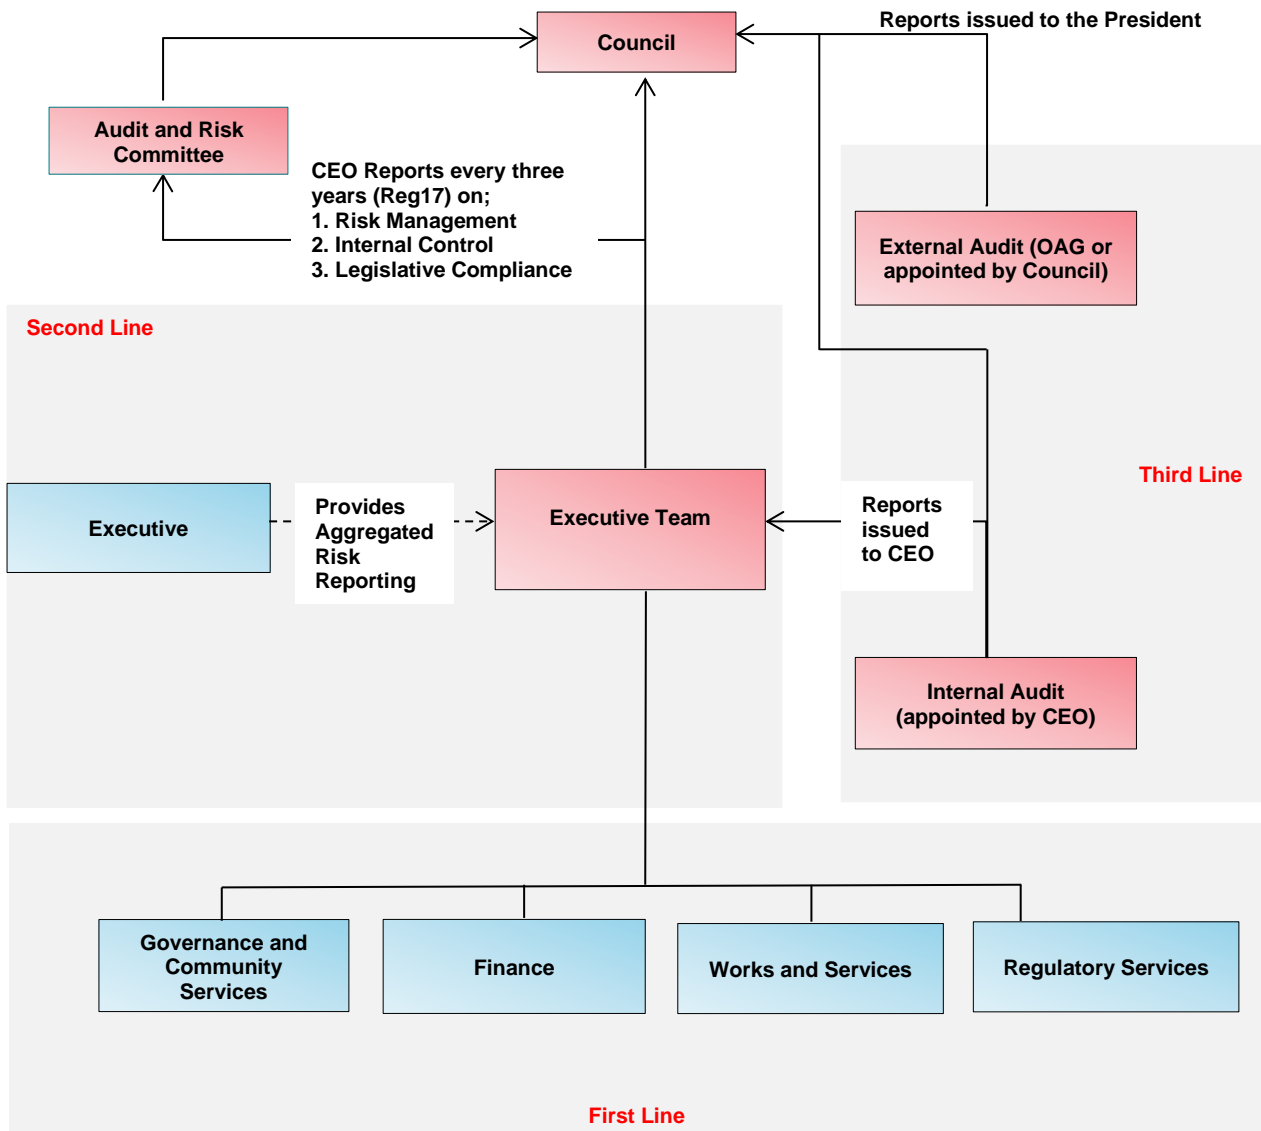 Reports issued to the President
Council
Audit and Risk
Committee
CEO Reports every three
years (Reg17) on;
1. Risk Management
2. Internal Control
3. Legislative Compliance
External Audit (OAG or
appointed by Council)
Second Line
Third Line
Executive
Provides
Aggregated
Risk
Reporting
Executive Team
Reports
issued
to CEO
Internal Audit
(appointed by CEO)
Governance and
Community
Services
Finance
Works and Services
Regulatory Services
First Line